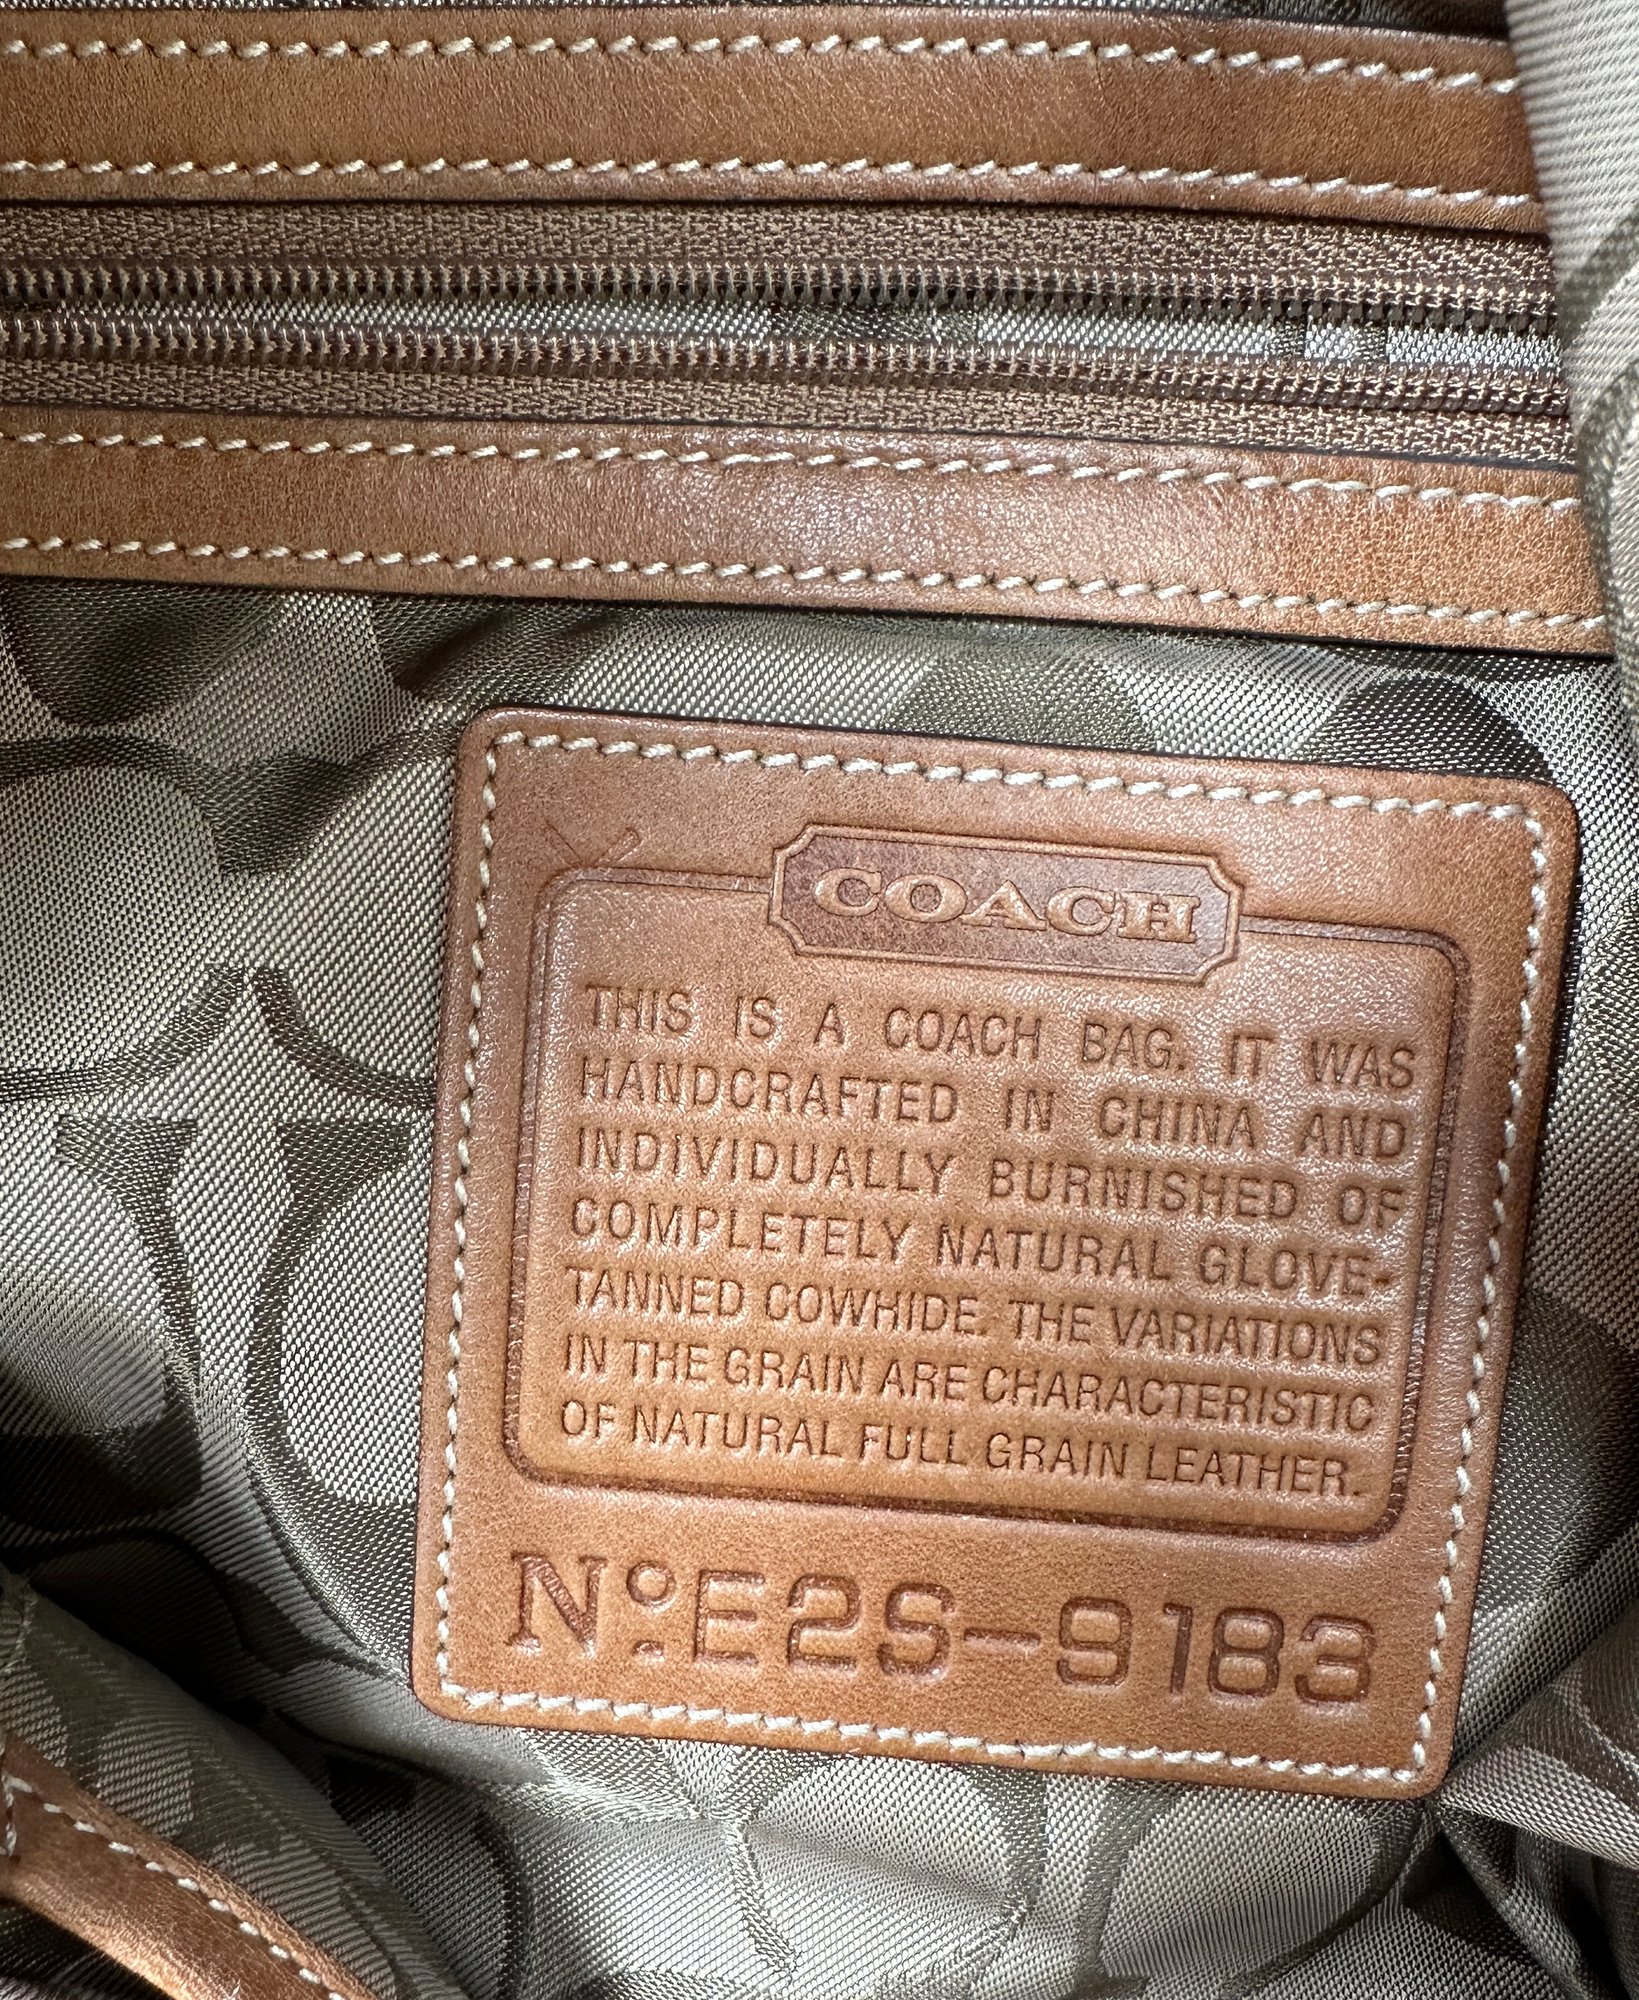 COACH
THIS IS A COACH BAG. IT WAS
HANDCRAFTED IN CHINA AND
INDIVIDUALLY BURNISHED OF
COMPLETELY NATURAL GLOVE-
TANNED COWHIDE. THE VARIATIONS
IN THE GRAIN ARE CHARACTERISTIC
OF NATURAL FULL GRAIN LEATHER.
Nº.E2S-9183